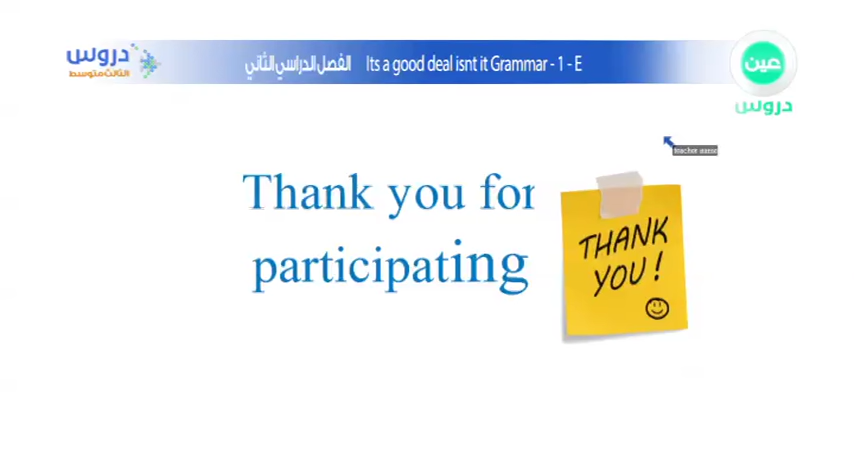 دروس
الثالث متوسط
الفصل الدراسي الثاني Its a good deal isnt it Grammar - 1 - E
عين
دروس
Thank you for
participating
THANK
YOU!